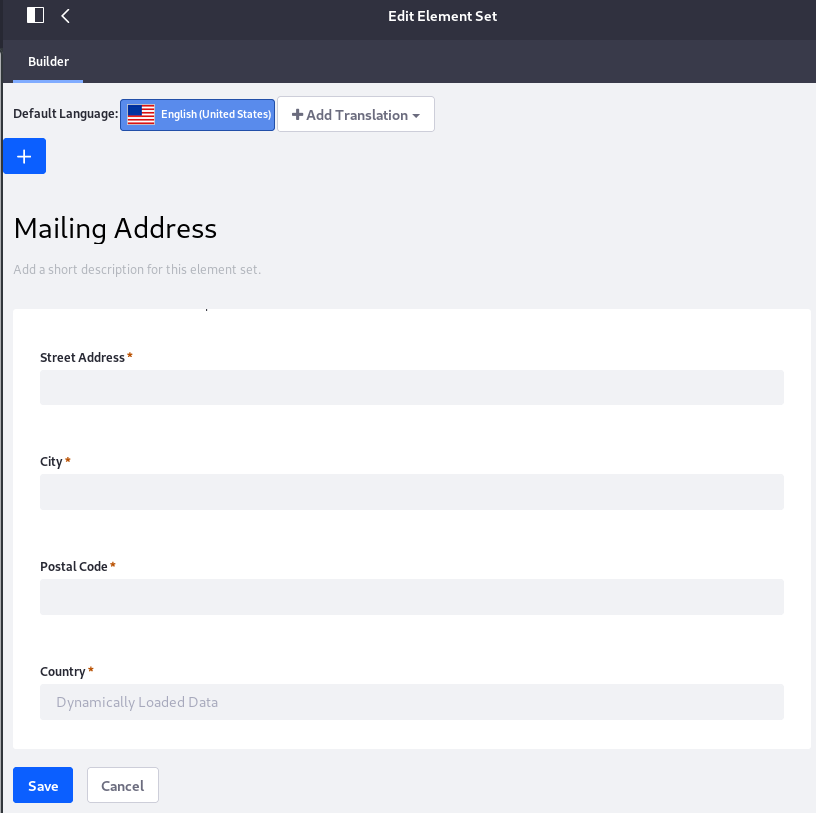 Edit Element Set
Builder
Default Language: English (United States) Add Translation
Mailing Address
Add a short description for this element set.
Street Address *
City *
Postal Code *
Country *
Dynamically Loaded Data
Save Cancel